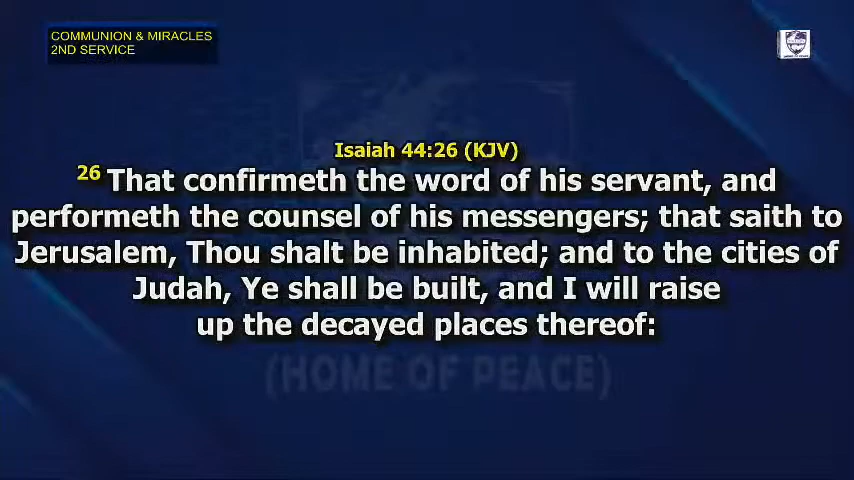 COMMUNION & MIRACLES
2ND SERVICE
Isaiah 44:26 (KJV)
26 That confirmeth the word of his servant, and
performeth the counsel of his messengers; that saith to
Jerusalem, Thou shalt be inhabited; and to the cities of
Judah, Ye shall be built, and I will raise
up the decayed places thereof:
(HOME OF PEACE)